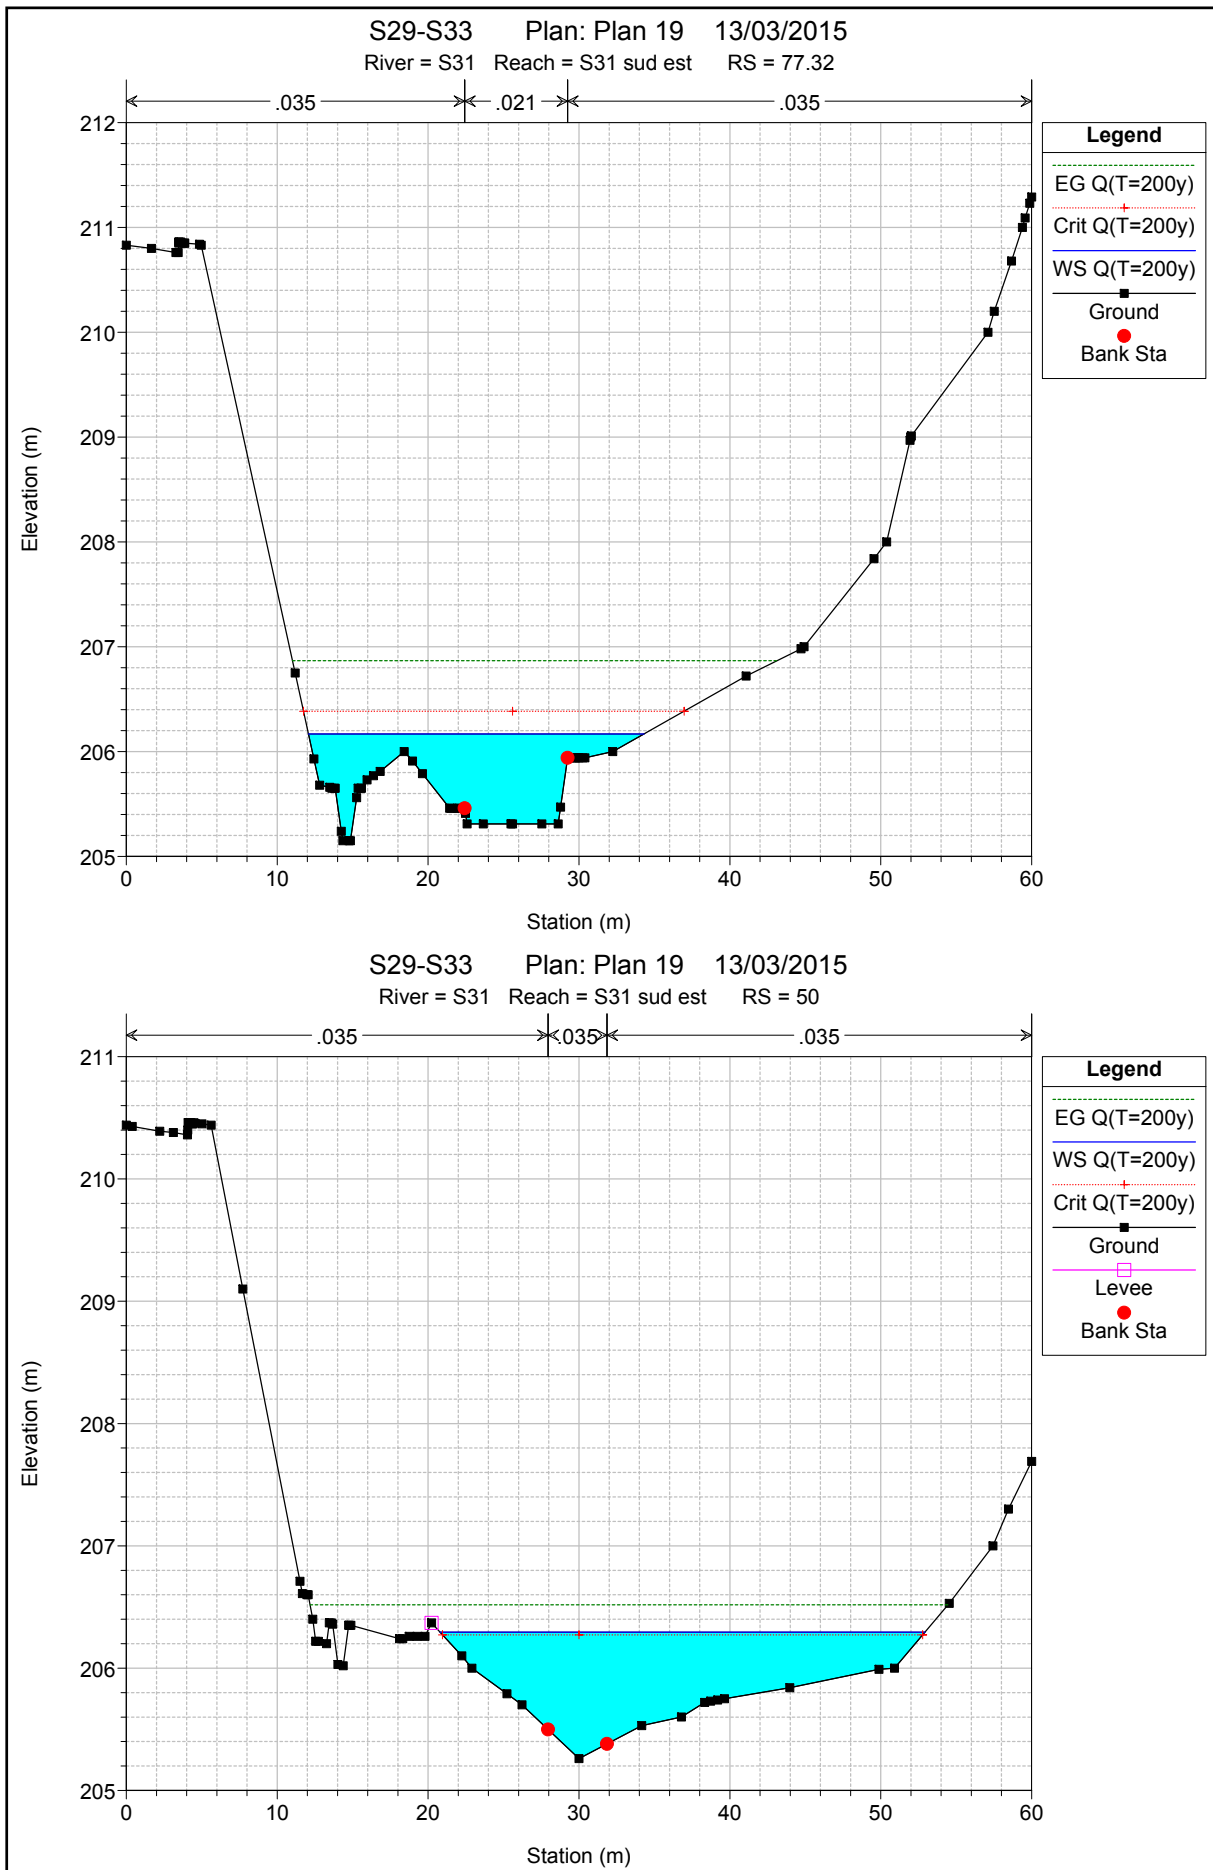 S29-S33 Plan: Plan 19 13/03/2015
River = S31 Reach = S31 sud est RS = 77.32
.035 .021 .035
Legend
EG Q(T=200y)
Crit Q(T=200y)
WS Q(T=200y)
Ground
Bank Sta
212
211
210
209
208
207
206
205
Elevation (m)
0 10 20 30 40 50 60
Station (m)
S29-S33 Plan: Plan 19 13/03/2015
River = S31 Reach = S31 sud est RS = 50
.035 .035 .035
Legend
EG Q(T=200y)
WS Q(T=200y)
Crit Q(T=200y)
Ground
Levee
Bank Sta
211
210
209
208
207
206
205
Elevation (m)
0 10 20 30 40 50 60
Station (m)